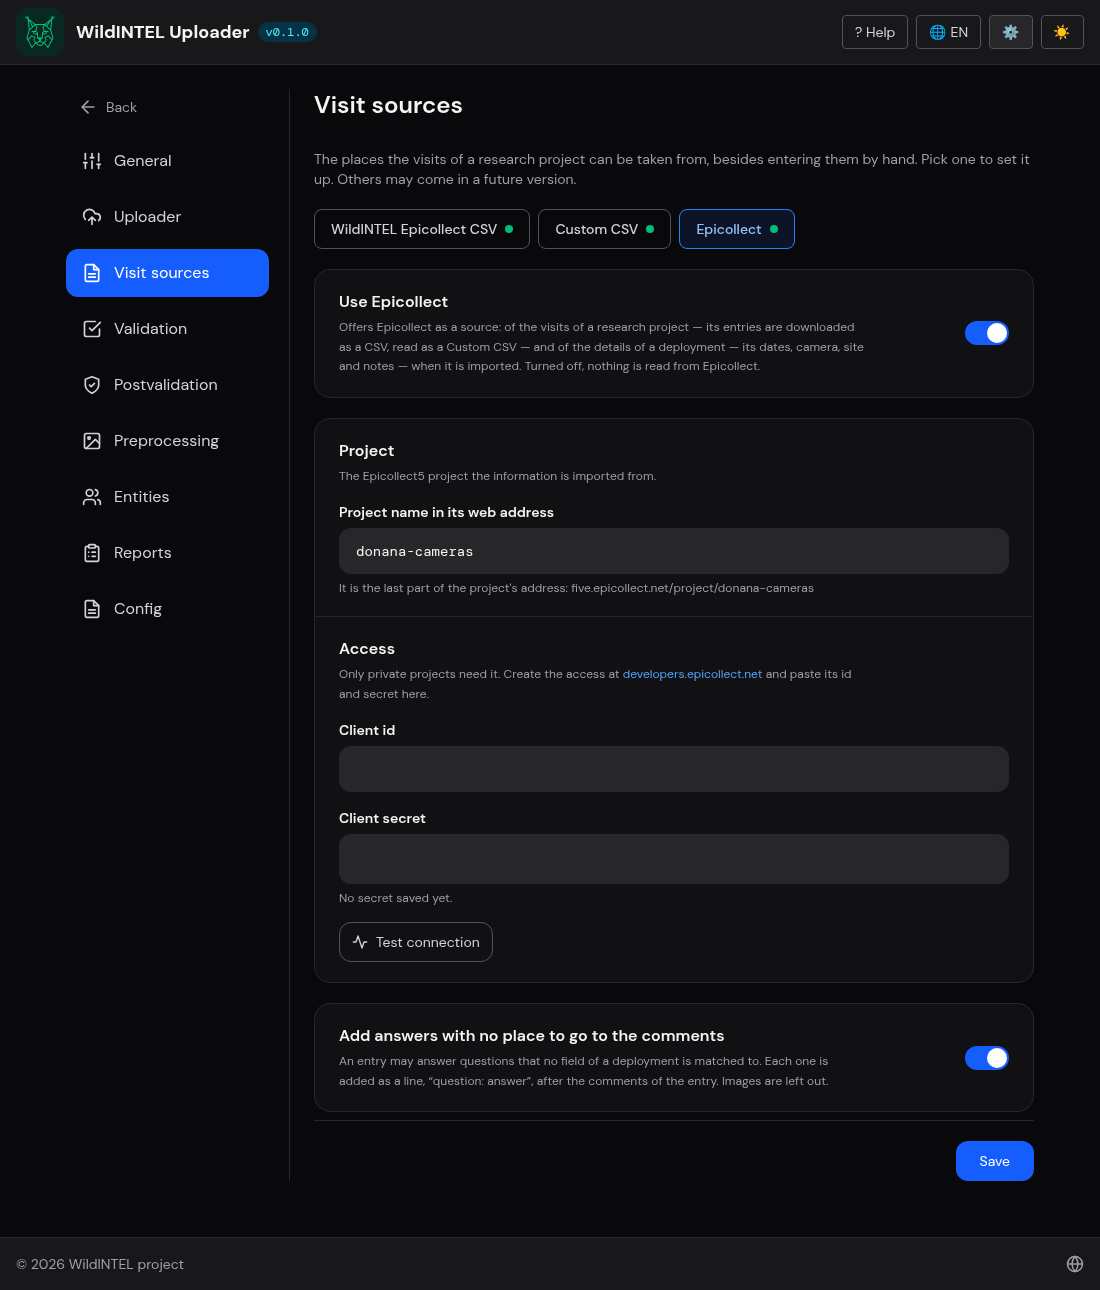 WildINTEL Uploader v0.1.0
? Help
EN
Back
General
Uploader
Visit sources
Validation
Postvalidation
Preprocessing
Entities
Reports
Config
Visit sources
The places the visits of a research project can be taken from, besides entering them by hand. Pick one to set it
up. Others may come in a future version.
WildINTEL Epicollect CSV
Custom CSV
Epicollect
Use Epicollect
Offers Epicollect as a source: of the visits of a research project — its entries are downloaded
as a CSV, read as a Custom CSV — and of the details of a deployment — its dates, camera, site
and notes — when it is imported. Turned off, nothing is read from Epicollect.
Project
The Epicollect5 project the information is imported from.
Project name in its web address
donana-cameras
It is the last part of the project's address: five.epicollect.net/project/donana-cameras
Access
Only private projects need it. Create the access at developers.epicollect.net and paste its id
and secret here.
Client id
Client secret
No secret saved yet.
Test connection
Add answers with no place to go to the comments
An entry may answer questions that no field of a deployment is matched to. Each one is
added as a line, “question: answer”, after the comments of the entry. Images are left out.
Save
© 2026 WildINTEL project